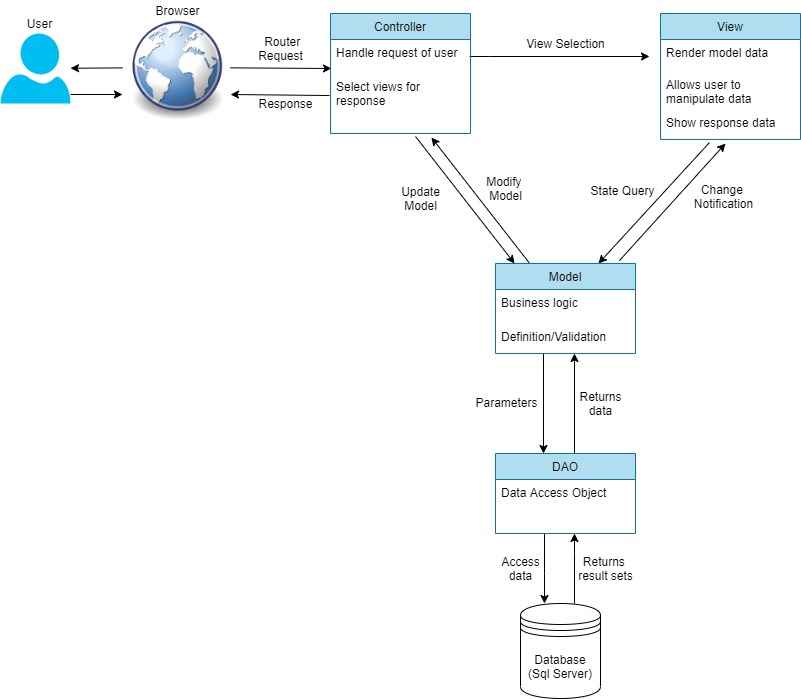 User
Browser
Router
Request
Response
Controller
Handle request of user
Select views for
response
View Selection
View
Render model data
Allows user to
manipulate data
Show response data
Update
Model
Modify
Model
State Query
Change
Notification
Model
Business logic
Definition/Validation
Parameters
Returns
data
DAO
Data Access Object
Access
data
Returns
result sets
Database
(Sql Server)